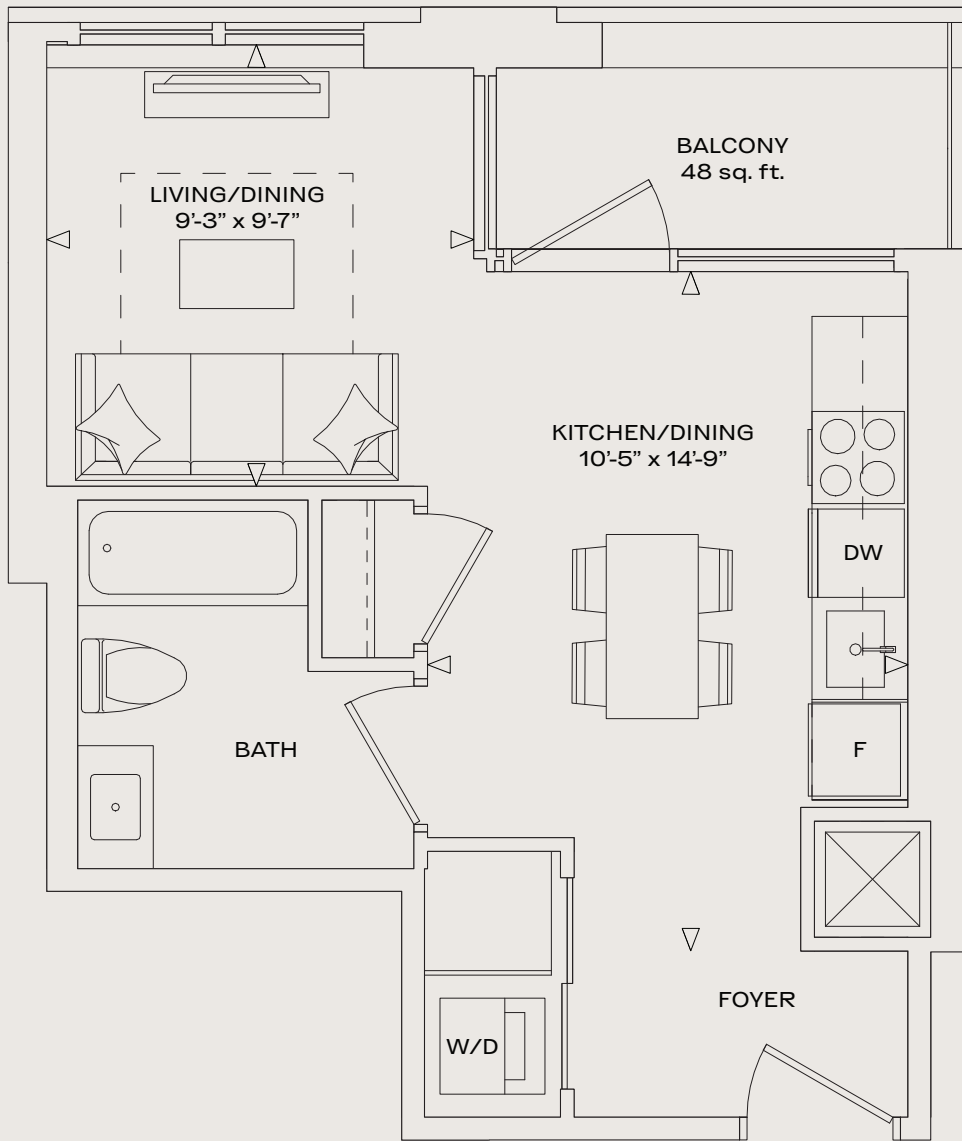 BALCONY
48 sq. ft.
LIVING/DINING
9'-3” x 9'-7”
KITCHEN/DINING
10'-5” x 14'-9”
DW
BATH
F
FOYER
W/D